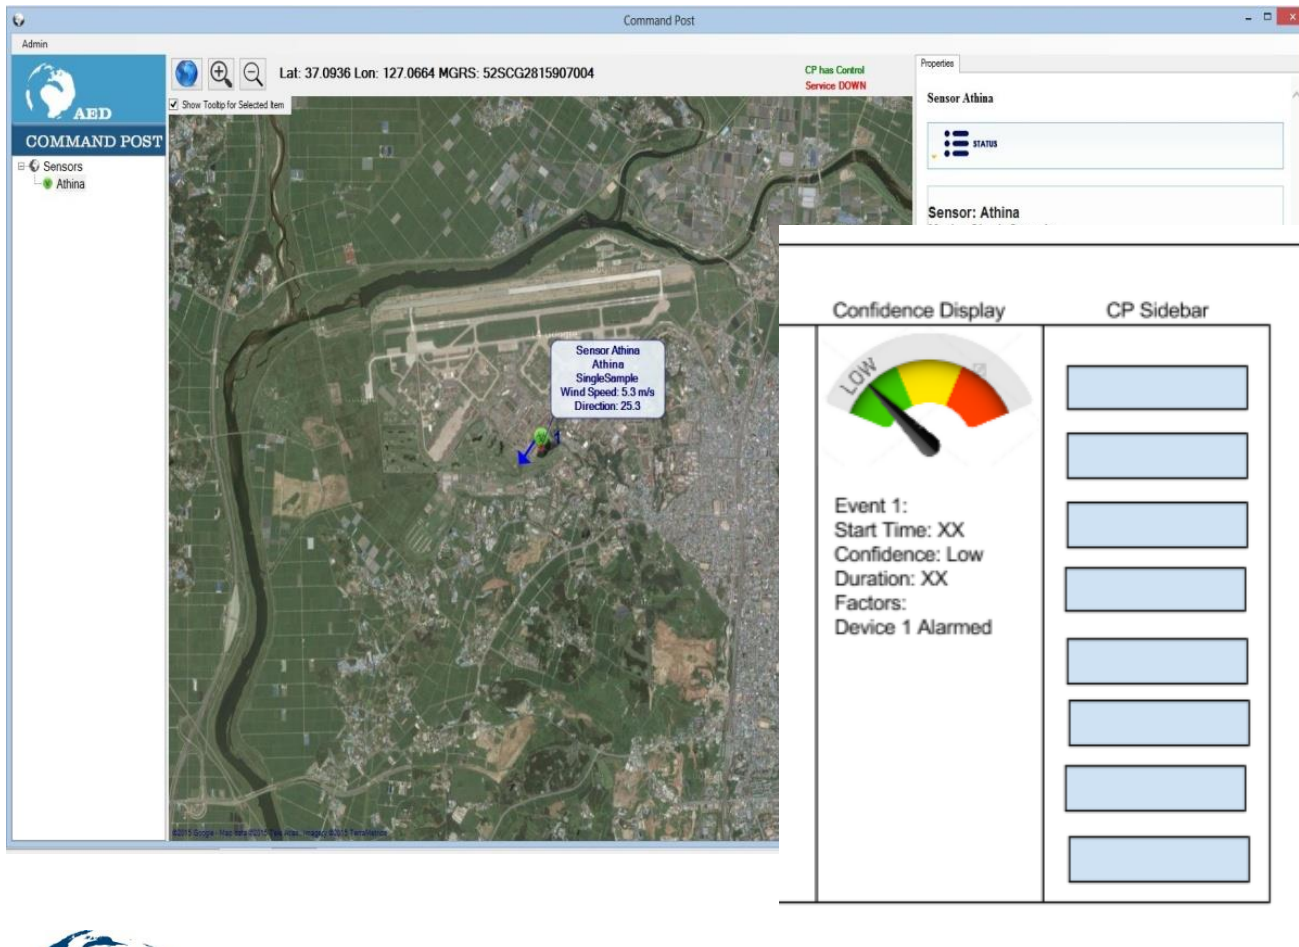 Command Post
Admin
AED
COMMAND POST
Sensors
Athina
Lat: 37.0936 Lon: 127.0664 MGRS: 52SCG2815907004
CP has Control
Service DOWN
Show Tooltip for Selected Item
Sensor Athina
Athina
SingleSample
Wind Speed: 5.3 m/s
Direction: 25.3
1
Properties
Sensor Athina
STATUS
Sensor: Athina
Confidence Display
LOW
Event 1:
Start Time: XX
Confidence: Low
Duration: XX
Factors:
Device 1 Alarmed
CP Sidebar